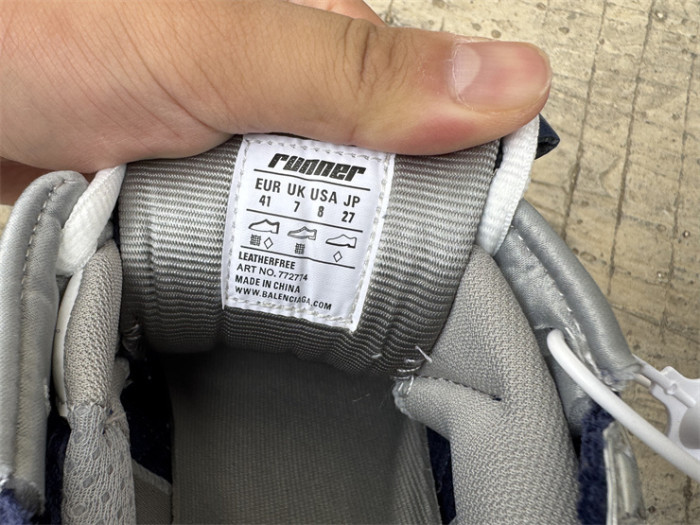 runner
EUR UK USA JP
41 7 8 27
LEATHERFREE
ART NO. 772774
MADE IN CHINA
WWW.BALENCIAGA.COM